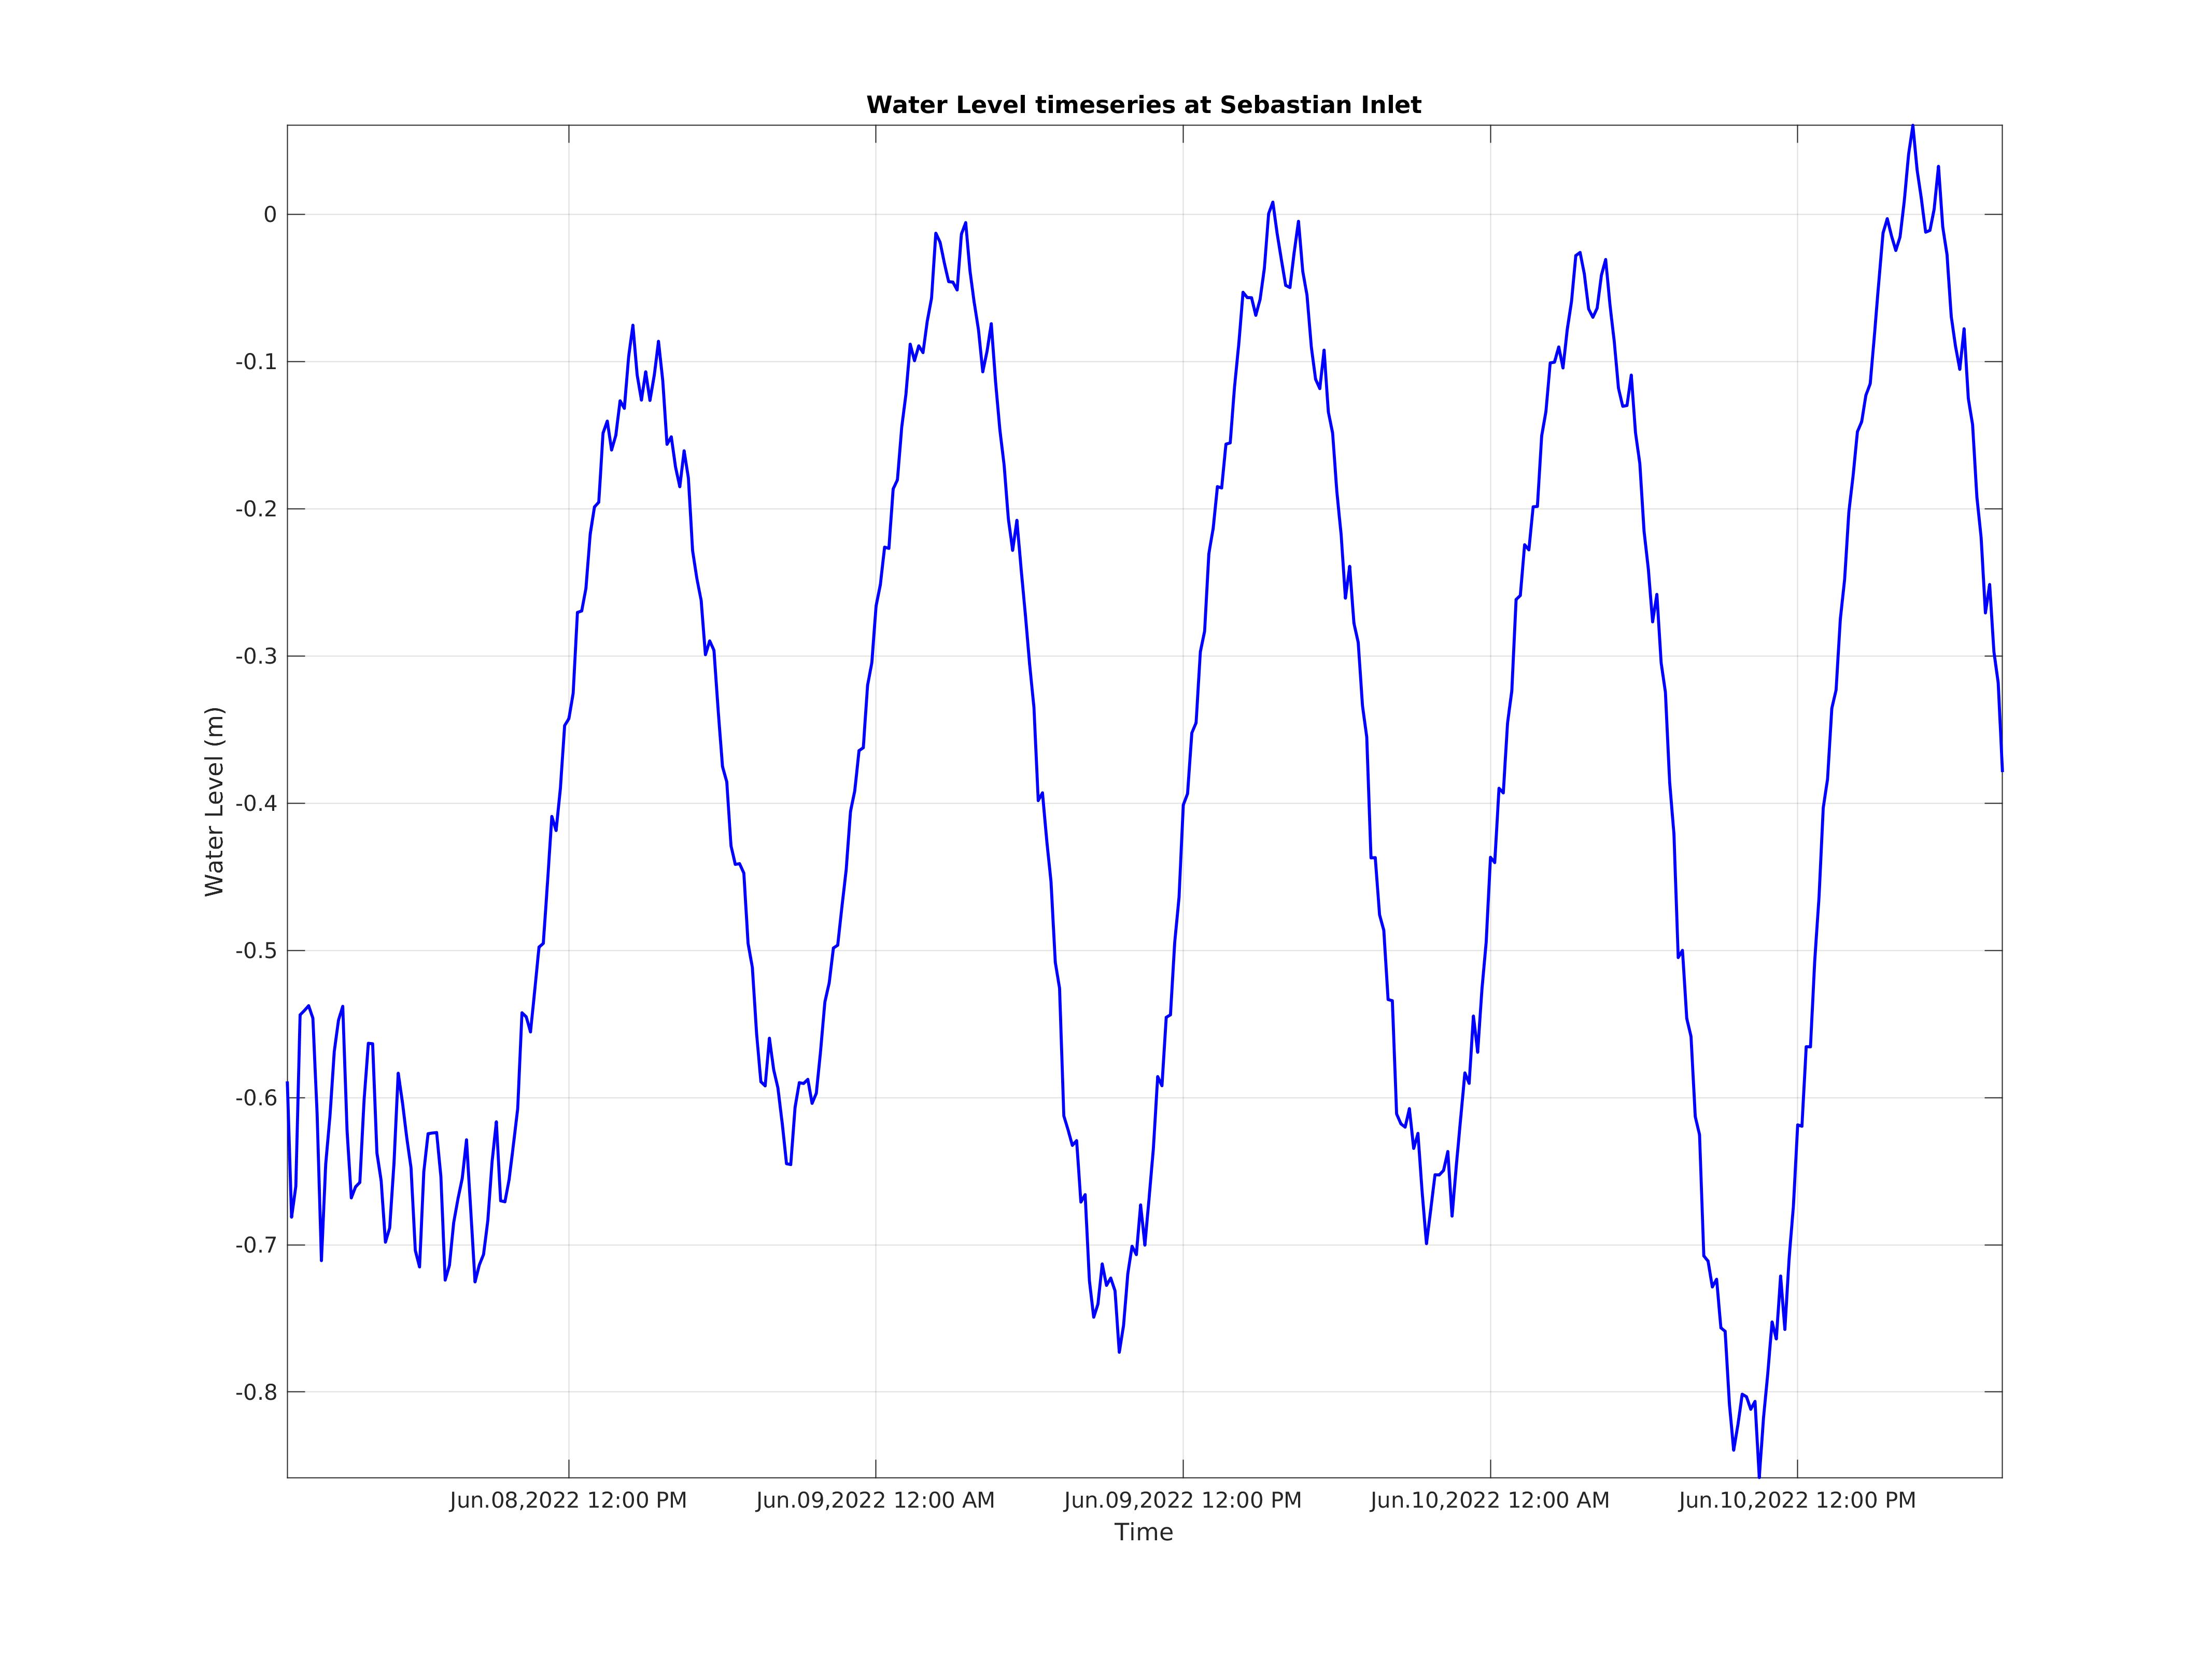 Water Level timeseries at Sebastian Inlet
0
-0.1
-0.2
-0.3
-0.4
-0.5
-0.6
-0.7
-0.8
Water Level (m)
Jun.08,2022 12:00 PM
Jun.09,2022 12:00 AM
Jun.09,2022 12:00 PM
Jun.10,2022 12:00 AM
Jun.10,2022 12:00 PM
Time